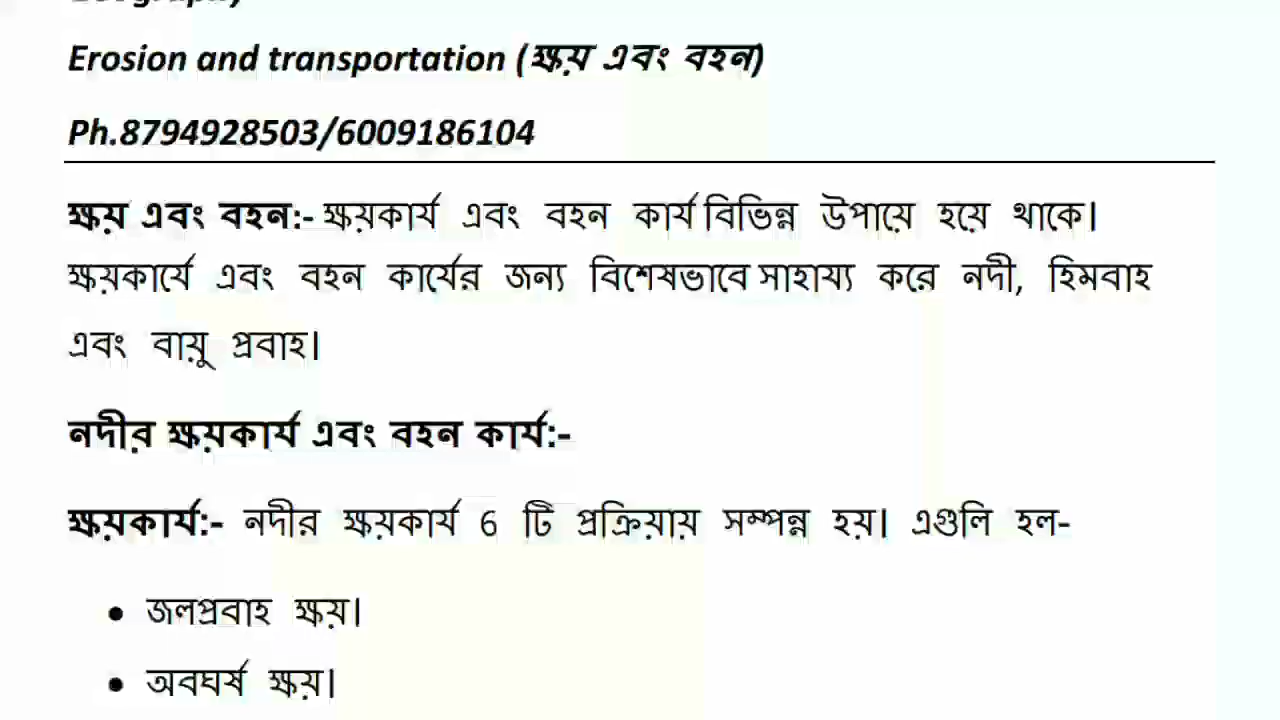 Erosion and transportation (ক্ষয় এবং বহন)
Ph.8794928503/6009186104
ক্ষয় এবং বহন:- ক্ষয়কার্য এবং বহন কার্য বিভিন্ন উপায়ে হয়ে থাকে।
ক্ষয়কার্যে এবং বহন কার্যের জন্য বিশেষভাবে সাহায্য করে নদী, হিমবাহ
এবং বায়ু প্রবাহ।
নদীর ক্ষয়কার্য এবং বহন কার্য:-
ক্ষয়কার্য:- নদীর ক্ষয়কার্য 6 টি প্রক্রিয়ায় সম্পন্ন হয়। এগুলি হল-
• জলপ্রবাহ ক্ষয়।
• অবঘর্ষ ক্ষয়।